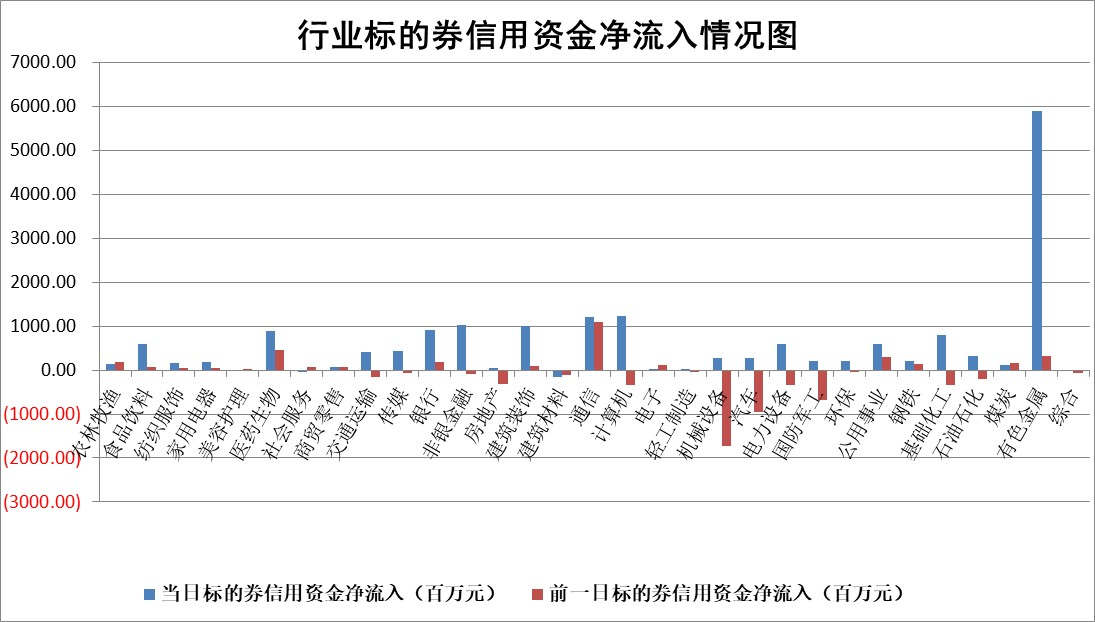 行业标的券信用资金净流入情况图
7000.00
6000.00
5000.00
4000.00
3000.00
2000.00
1000.00
0.00
(1000.00)
(2000.00)
(3000.00)
农林牧渔
食品饮料
纺织服饰
家用电器
美容护理
医药生物
社会服务
商贸零售
交通运输
传媒
银行
非银金融
房地产
建筑装饰
建筑材料
通信
计算机
电子
轻工制造
机械设备
汽车
电力设备
国防军工
环保
公用事业
钢铁
基础化工
石油石化
煤炭
有色金属
综合
当日标的券信用资金净流入（百万元）
前一日标的券信用资金净流入（百万元）